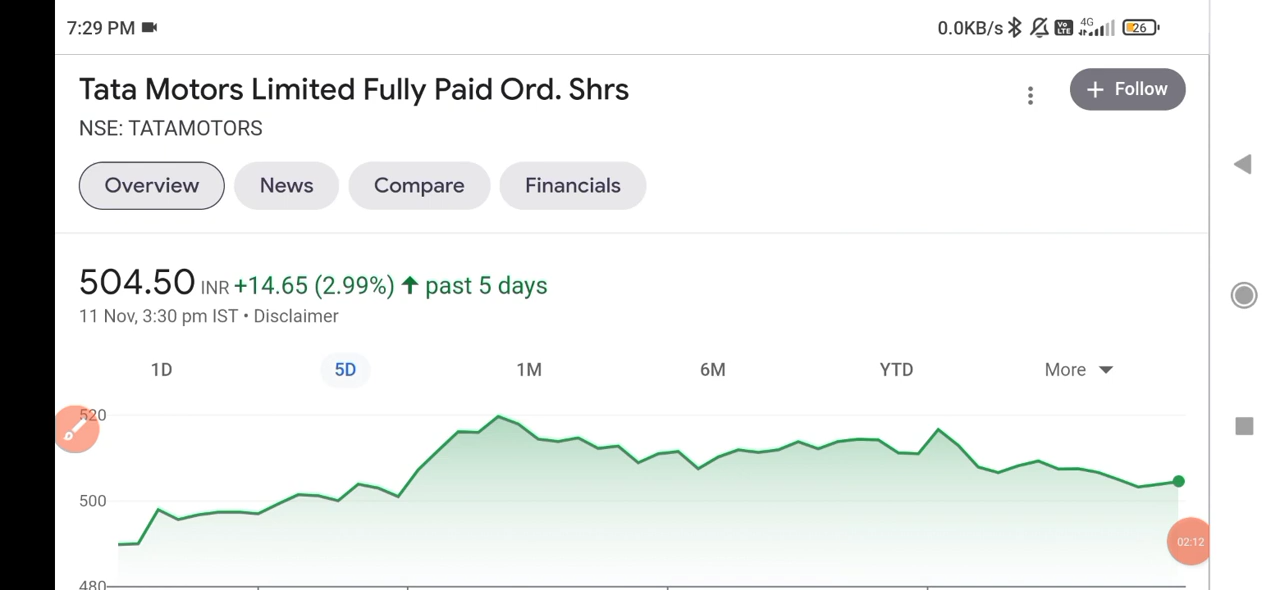 7:29 PM 0.0KB/s Vo LTE 4G 26
Tata Motors Limited Fully Paid Ord. Shrs
+ Follow
NSE: TATAMOTORS
Overview News Compare Financials
504.50 INR +14.65 (2.99%) ↑ past 5 days
11 Nov, 3:30 pm IST • Disclaimer
1D 5D 1M 6M YTD More
520
500
02:12
480